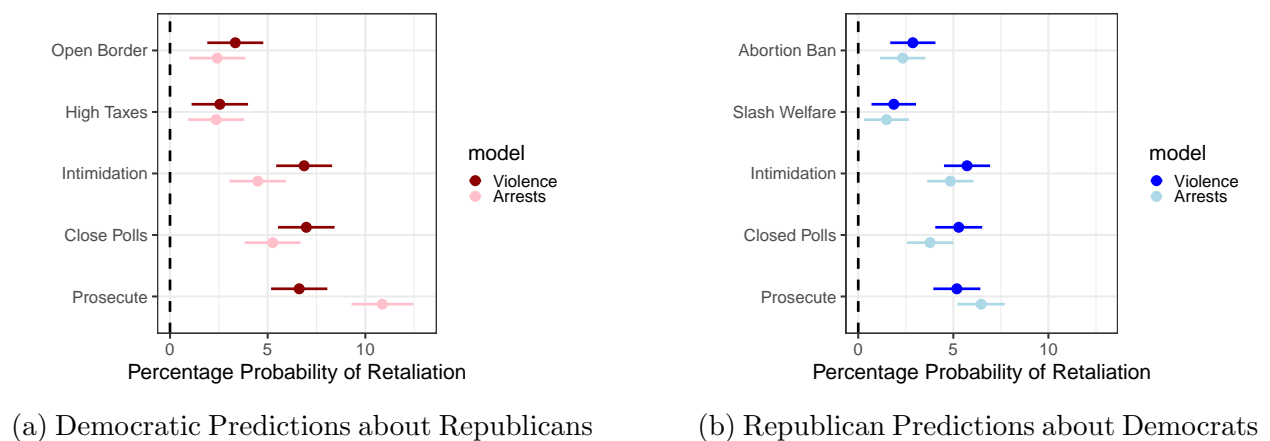 Open Border
High Taxes
Intimidation
Close Polls
Prosecute
0 5 10
Percentage Probability of Retaliation
model
Violence
Arrests
(a) Democratic Predictions about Republicans
Abortion Ban
Slash Welfare
Intimidation
Closed Polls
Prosecute
0 5 10
Percentage Probability of Retaliation
model
Violence
Arrests
(b) Republican Predictions about Democrats